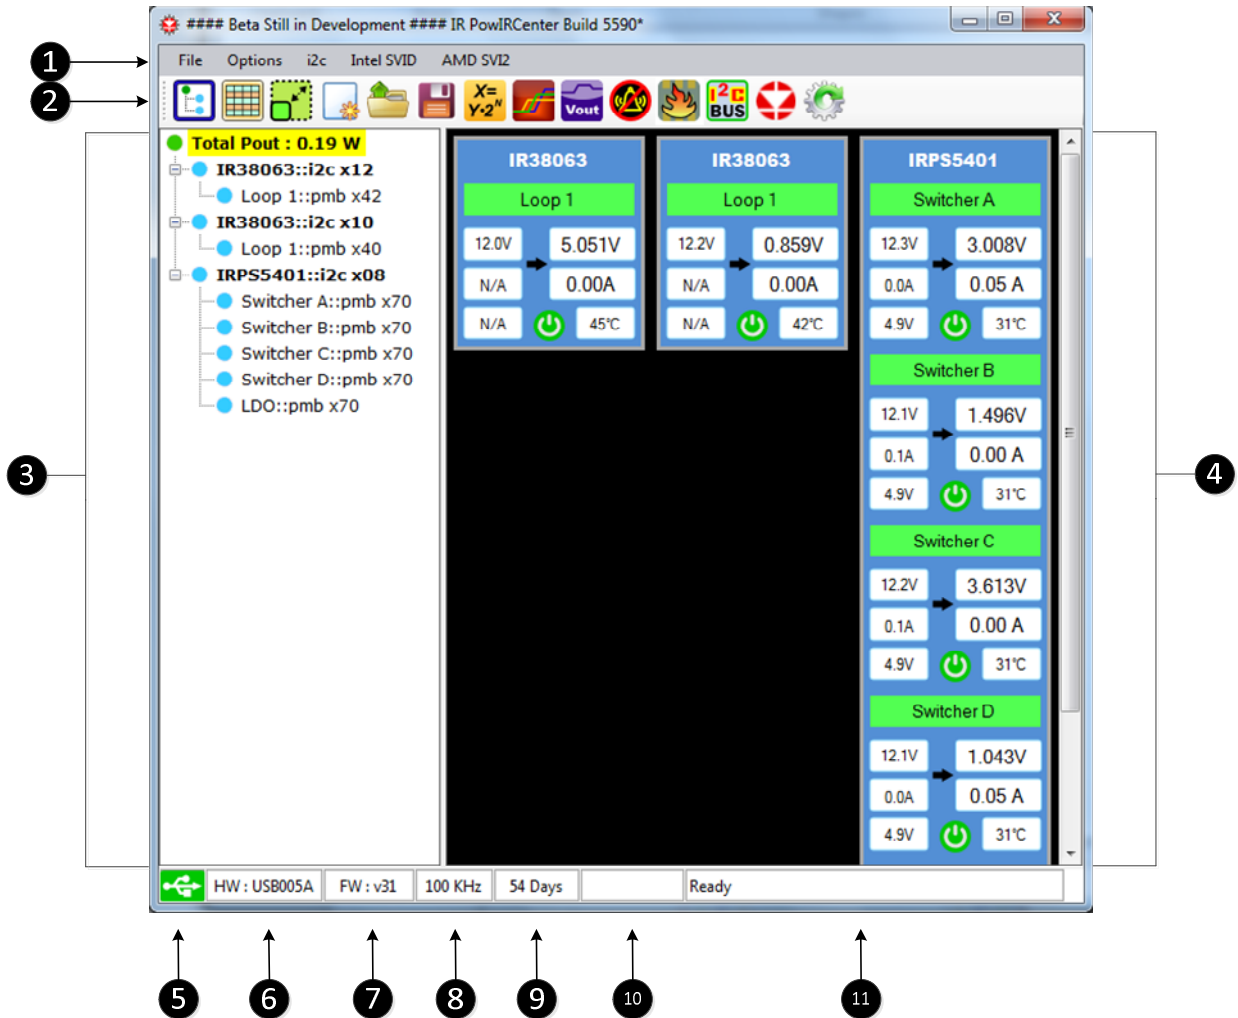 #### Beta Still in Development #### IR PowIRCenter Build 5590*
1
File Options i2c Intel SVID AMD SVI2
2
X=
Y·2ᴺ
Vout
I²C
BUS
Total Pout : 0.19 W
IR38063::i2c x12
Loop 1::pmb x42
IR38063::i2c x10
Loop 1::pmb x40
IRPS5401::i2c x08
Switcher A::pmb x70
Switcher B::pmb x70
Switcher C::pmb x70
Switcher D::pmb x70
LDO::pmb x70
3
IR38063
Loop 1
12.0V 5.051V
N/A 0.00A
N/A 45°C
IR38063
Loop 1
12.2V 0.859V
N/A 0.00A
N/A 42°C
IRPS5401
Switcher A
12.3V 3.008V
0.0A 0.05 A
4.9V 31°C
Switcher B
12.1V 1.496V
0.1A 0.00 A
4.9V 31°C
Switcher C
12.2V 3.613V
0.1A 0.00 A
4.9V 31°C
Switcher D
12.1V 1.043V
0.0A 0.05 A
4.9V 31°C
4
HW : USB005A FW : v31 100 KHz 54 Days Ready
5 6 7 8 9 10 11